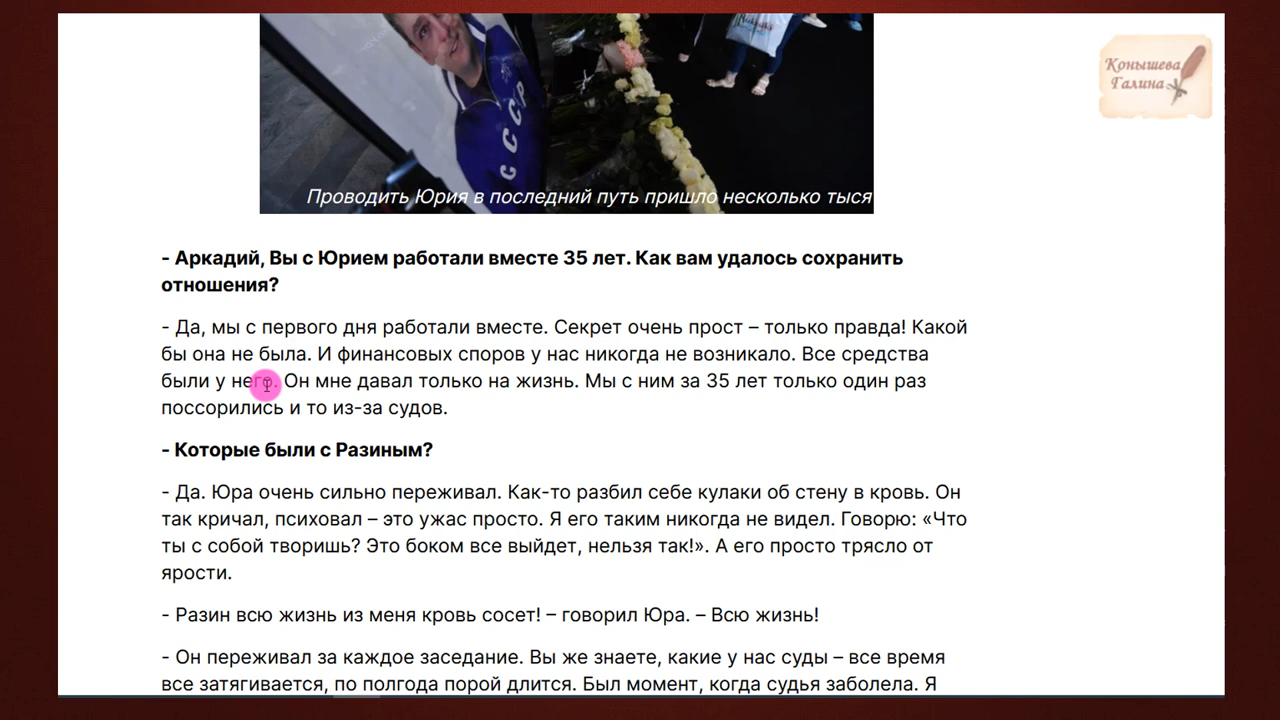 Конышева
Галина
СССР
Проводить Юрия в последний путь пришло несколько тыся
- Аркадий, Вы с Юрием работали вместе 35 лет. Как вам удалось сохранить
отношения?
- Да, мы с первого дня работали вместе. Секрет очень прост – только правда! Какой
бы она не была. И финансовых споров у нас никогда не возникало. Все средства
были у него. Он мне давал только на жизнь. Мы с ним за 35 лет только один раз
поссорились и то из-за судов.
- Которые были с Разиным?
- Да. Юра очень сильно переживал. Как-то разбил себе кулаки об стену в кровь. Он
так кричал, психовал – это ужас просто. Я его таким никогда не видел. Говорю: «Что
ты с собой творишь? Это боком все выйдет, нельзя так!». А его просто трясло от
ярости.
- Разин всю жизнь из меня кровь сосет! – говорил Юра. – Всю жизнь!
- Он переживал за каждое заседание. Вы же знаете, какие у нас суды – все время
все затягивается, по полгода порой длится. Был момент, когда судья заболела. Я